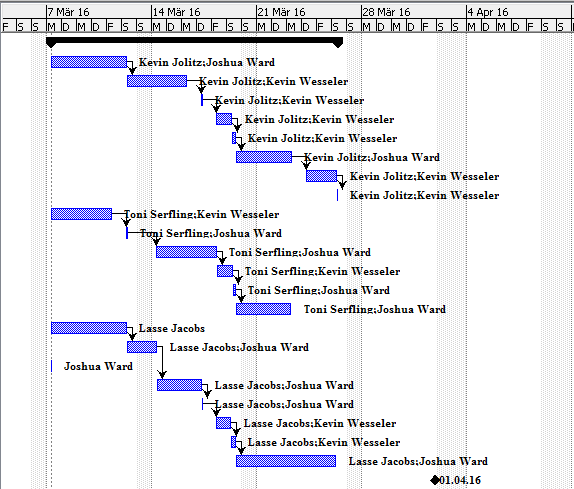 7 Mär 16 14 Mär 16 21 Mär 16 28 Mär 16 4 Apr 16
F S S M D M D F S S M D M D F S S M D M D F S S M D M D F S S M D M D F S S
Kevin Jolitz;Joshua Ward
Kevin Jolitz;Kevin Wesseler
Kevin Jolitz;Kevin Wesseler
Kevin Jolitz;Kevin Wesseler
Kevin Jolitz;Kevin Wesseler
Kevin Jolitz;Joshua Ward
Kevin Jolitz;Kevin Wesseler
Kevin Jolitz;Kevin Wesseler
Toni Serfling;Kevin Wesseler
Toni Serfling;Joshua Ward
Toni Serfling;Joshua Ward
Toni Serfling;Kevin Wesseler
Toni Serfling;Joshua Ward
Toni Serfling;Joshua Ward
Lasse Jacobs
Lasse Jacobs;Joshua Ward
Joshua Ward
Lasse Jacobs;Joshua Ward
Lasse Jacobs;Joshua Ward
Lasse Jacobs;Kevin Wesseler
Lasse Jacobs;Kevin Wesseler
Lasse Jacobs;Joshua Ward
01.04.16